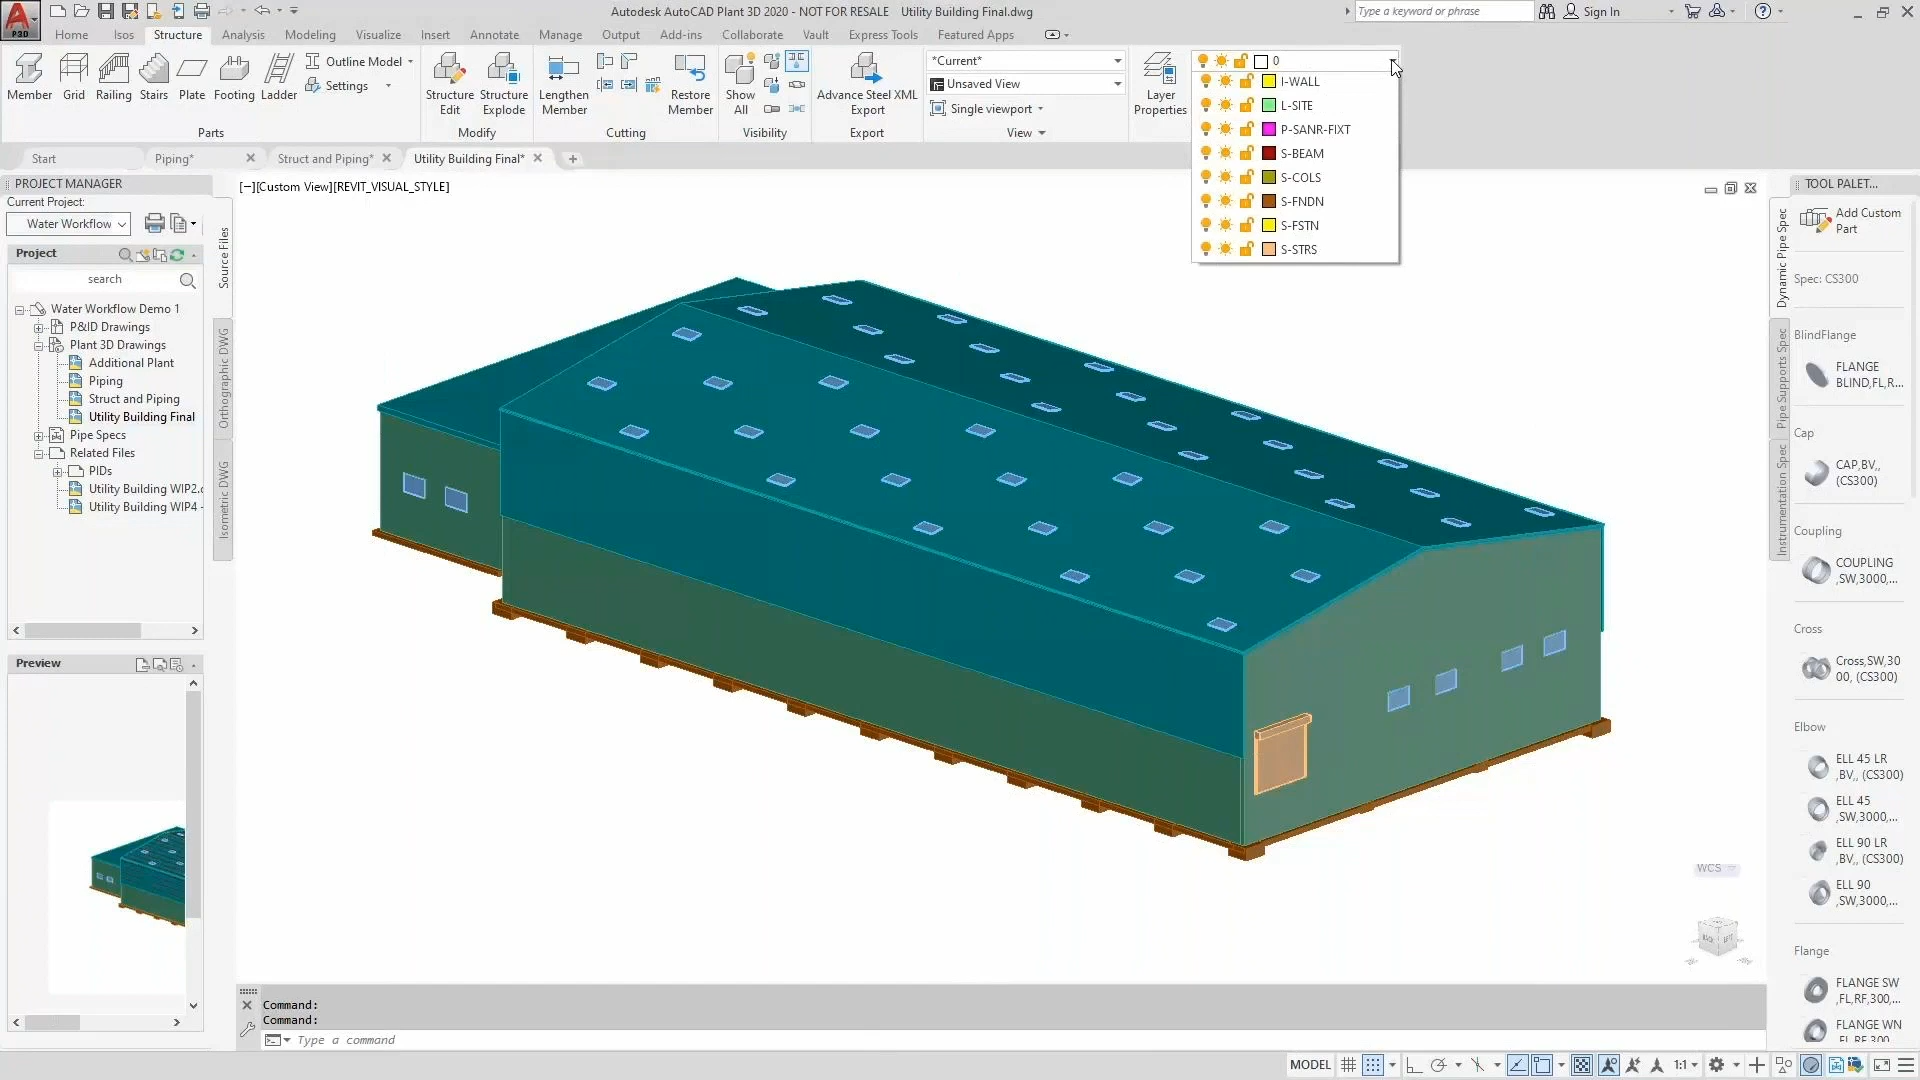 Autodesk AutoCAD Plant 3D 2020 - NOT FOR RESALE Utility Building Final.dwg
Type a keyword or phrase
Sign In
P3D
Home Isos Structure Analysis Modeling Visualize Insert Annotate Manage Output Add-ins Collaborate Vault Express Tools Featured Apps
Member Grid Railing Stairs Plate Footing Ladder
Outline Model
Settings
Parts
Structure Edit
Structure Explode
Modify
Lengthen Member
Restore Member
Cutting
Show All
Visibility
Advance Steel XML Export
Export
*Current*
Unsaved View
Single viewport
View
Layer Properties
0
I-WALL
L-SITE
P-SANR-FIXT
S-BEAM
S-COLS
S-FNDN
S-FSTN
S-STRS
Start Piping* Struct and Piping* Utility Building Final*
PROJECT MANAGER
Current Project:
Water Workflow
Project
search
Water Workflow Demo 1
P&ID Drawings
Plant 3D Drawings
Additional Plant
Piping
Struct and Piping
Utility Building Final
Pipe Specs
Related Files
PIDs
Utility Building WIP2.
Utility Building WIP4 -
Source Files
Orthographic DWG
Isometric DWG
Preview
[−][Custom View][REVIT_VISUAL_STYLE]
WCS
BACK LEFT
Command:
Command:
Type a command
MODEL
1:1
TOOL PALET...
Dynamic Pipe Spec
Pipe Supports Spec
Instrumentation Spec
Add Custom Part
Spec: CS300
BlindFlange
FLANGE
BLIND,FL,R...
Cap
CAP,BV,,
(CS300)
Coupling
COUPLING
,SW,3000,...
Cross
Cross,SW,30
00, (CS300)
Elbow
ELL 45 LR
,BV,, (CS300)
ELL 45
,SW,3000,...
ELL 90 LR
,BV,, (CS300)
ELL 90
,SW,3000,...
Flange
FLANGE SW
,FL,RF,300,...
FLANGE WN